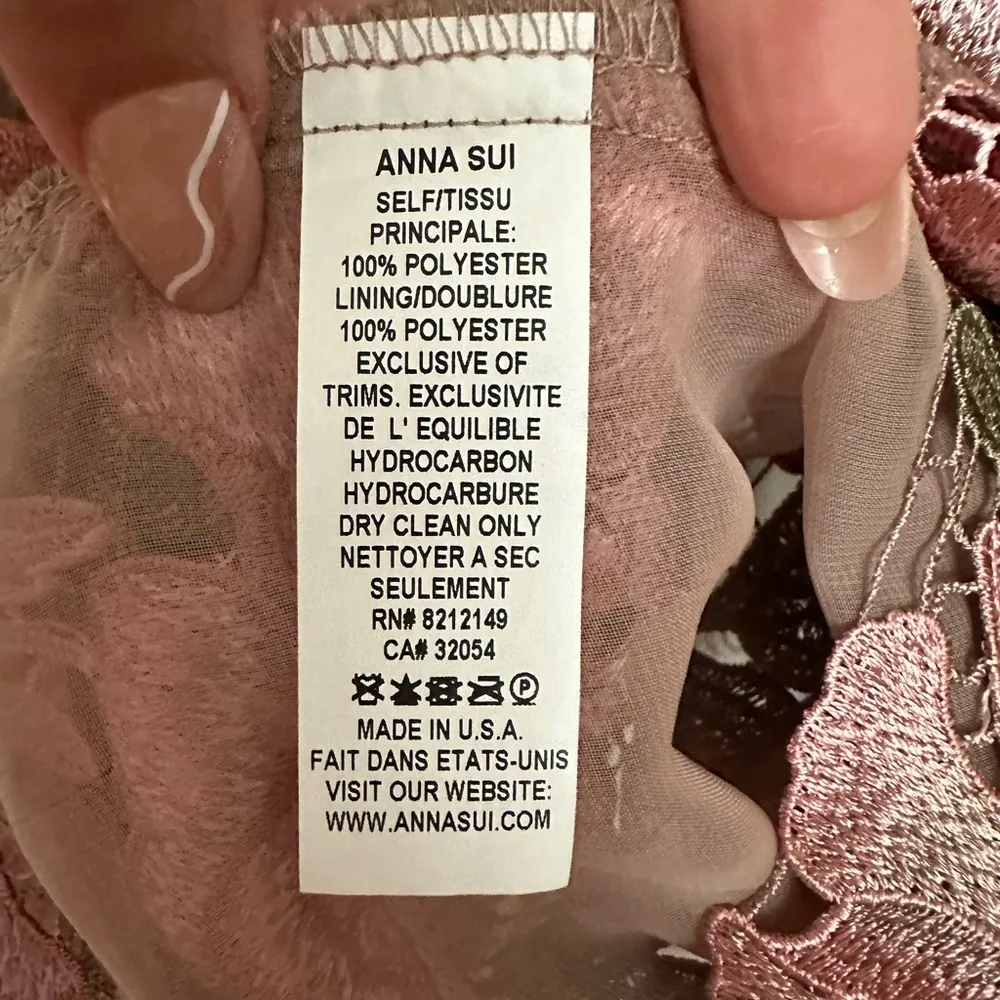 ANNA SUI
SELF/TISSU
PRINCIPALE:
100% POLYESTER
LINING/DOUBLURE
100% POLYESTER
EXCLUSIVE OF
TRIMS. EXCLUSIVITE
DE L' EQUILIBLE
HYDROCARBON
HYDROCARBURE
DRY CLEAN ONLY
NETTOYER A SEC
SEULEMENT
RN# 8212149
CA# 32054
P
MADE IN U.S.A.
FAIT DANS ETATS-UNIS
VISIT OUR WEBSITE:
WWW.ANNASUI.COM